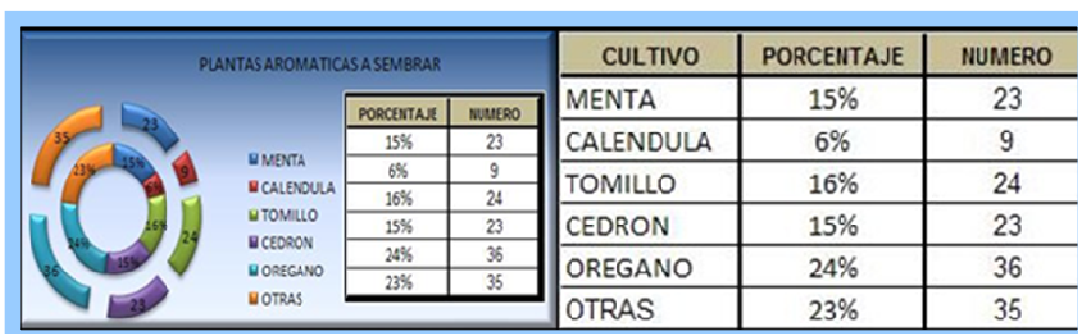 PLANTAS AROMATICAS A SEMBRAR
35
23
23%
15%
6%
9
16%
24
24%
15%
36
23
MENTA
CALENDULA
TOMILLO
CEDRON
OREGANO
OTRAS
PORCENTAJE NUMERO
15% 23
6% 9
16% 24
15% 23
24% 36
23% 35
CULTIVO PORCENTAJE NUMERO
MENTA 15% 23
CALENDULA 6% 9
TOMILLO 16% 24
CEDRON 15% 23
OREGANO 24% 36
OTRAS 23% 35